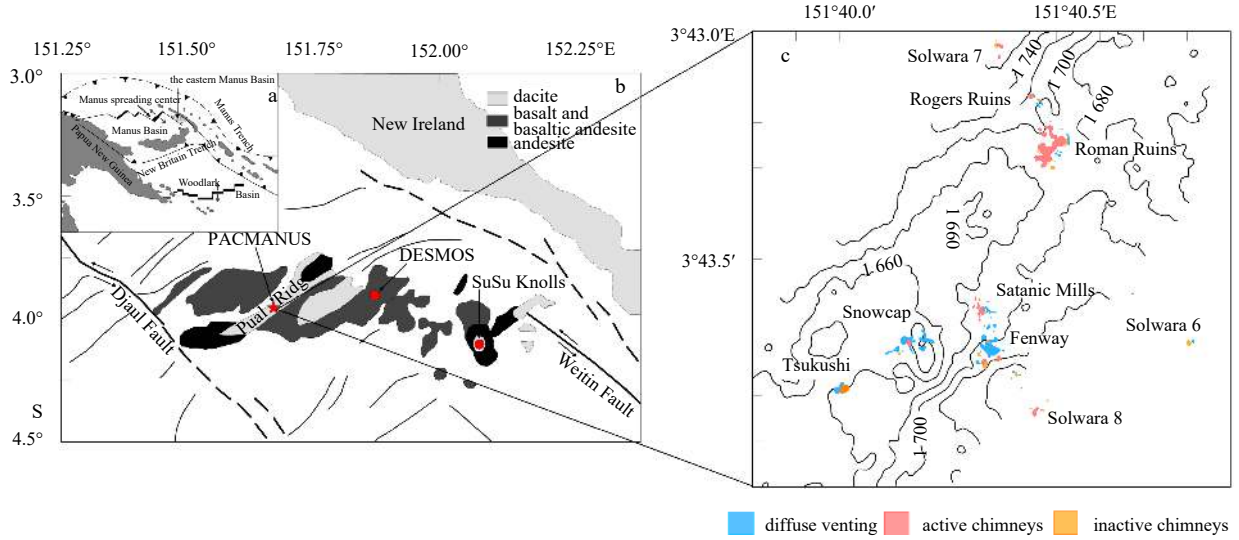 151.25°
151.50°
151.75°
152.00°
152.25°E
3.0°
3.5°
4.0°
S
4.5°
the eastern Manus Basin
Manus spreading center
a
Manus Basin
Manus Trench
Papua New Guinea
New Britain Trench
Woodlark
Basin
b
dacite
basalt and
basaltic andesite
andesite
New Ireland
PACMANUS
DESMOS
SuSu Knolls
Pual Ridg
Djaul Fault
Weitin Fault
151°40.0′
151°40.5′E
3°43.0′E
3°43.5′
c
Solwara 7
1 740
1 700
1 680
Rogers Ruins
Roman Ruins
1 660
1 660
Satanic Mills
Snowcap
Fenway
Solwara 6
Tsukushi
1 700
Solwara 8
diffuse venting
active chimneys
inactive chimneys